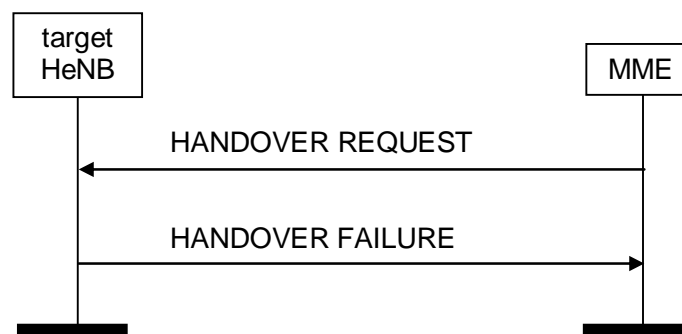 target
HeNB
MME
HANDOVER REQUEST
HANDOVER FAILURE